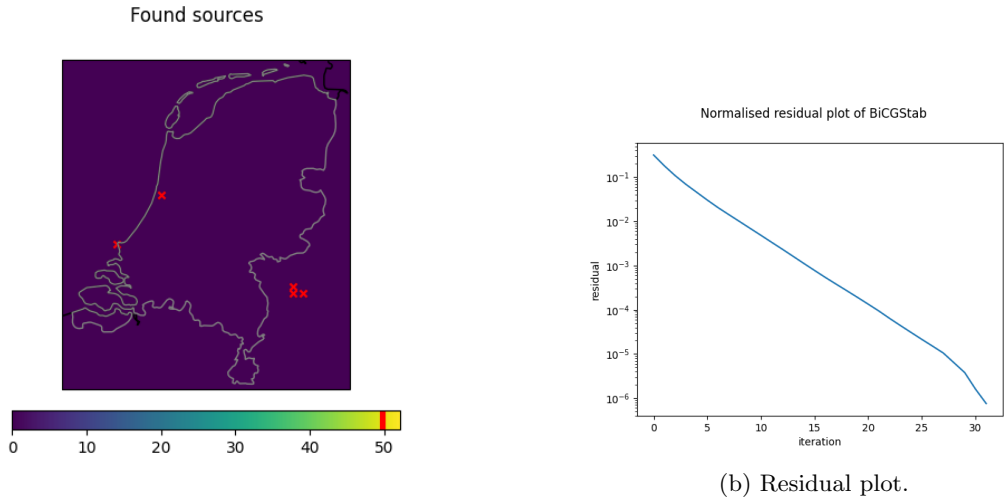 Found sources
0 10 20 30 40 50
Normalised residual plot of BiCGStab
10⁻¹
10⁻²
10⁻³
10⁻⁴
10⁻⁵
10⁻⁶
residual
0 5 10 15 20 25 30
iteration
(b) Residual plot.